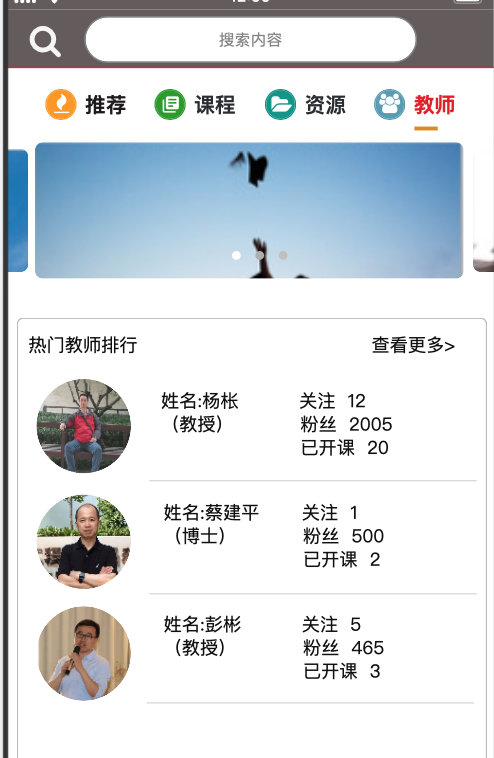 搜索内容
推荐 课程 资源 教师
热门教师排行 查看更多>
姓名:杨枨 关注 12
（教授） 粉丝 2005
已开课 20
姓名:蔡建平 关注 1
（博士） 粉丝 500
已开课 2
姓名:彭彬 关注 5
（教授） 粉丝 465
已开课 3